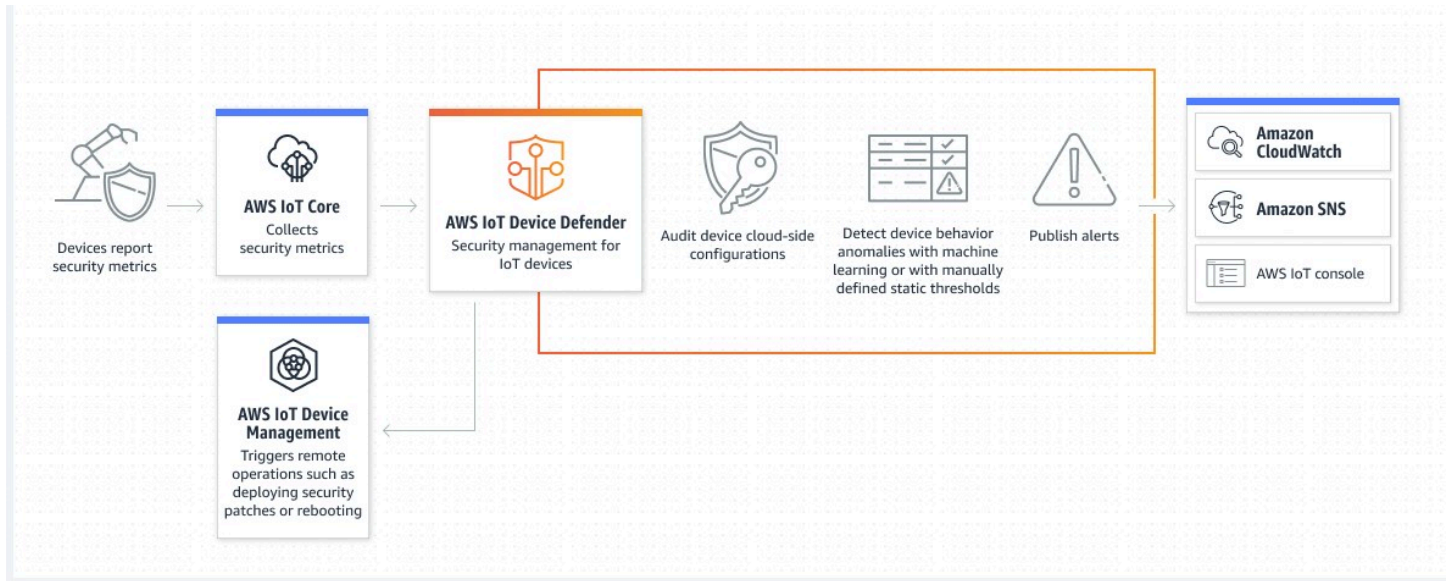 Devices report
security metrics
AWS IoT Core
Collects
security metrics
AWS IoT Device Defender
Security management for
IoT devices
Audit device cloud-side
configurations
Detect device behavior
anomalies with machine
learning or with manually
defined static thresholds
Publish alerts
Amazon
CloudWatch
Amazon SNS
AWS IoT console
AWS IoT Device
Management
Triggers remote
operations such as
deploying security
patches or rebooting